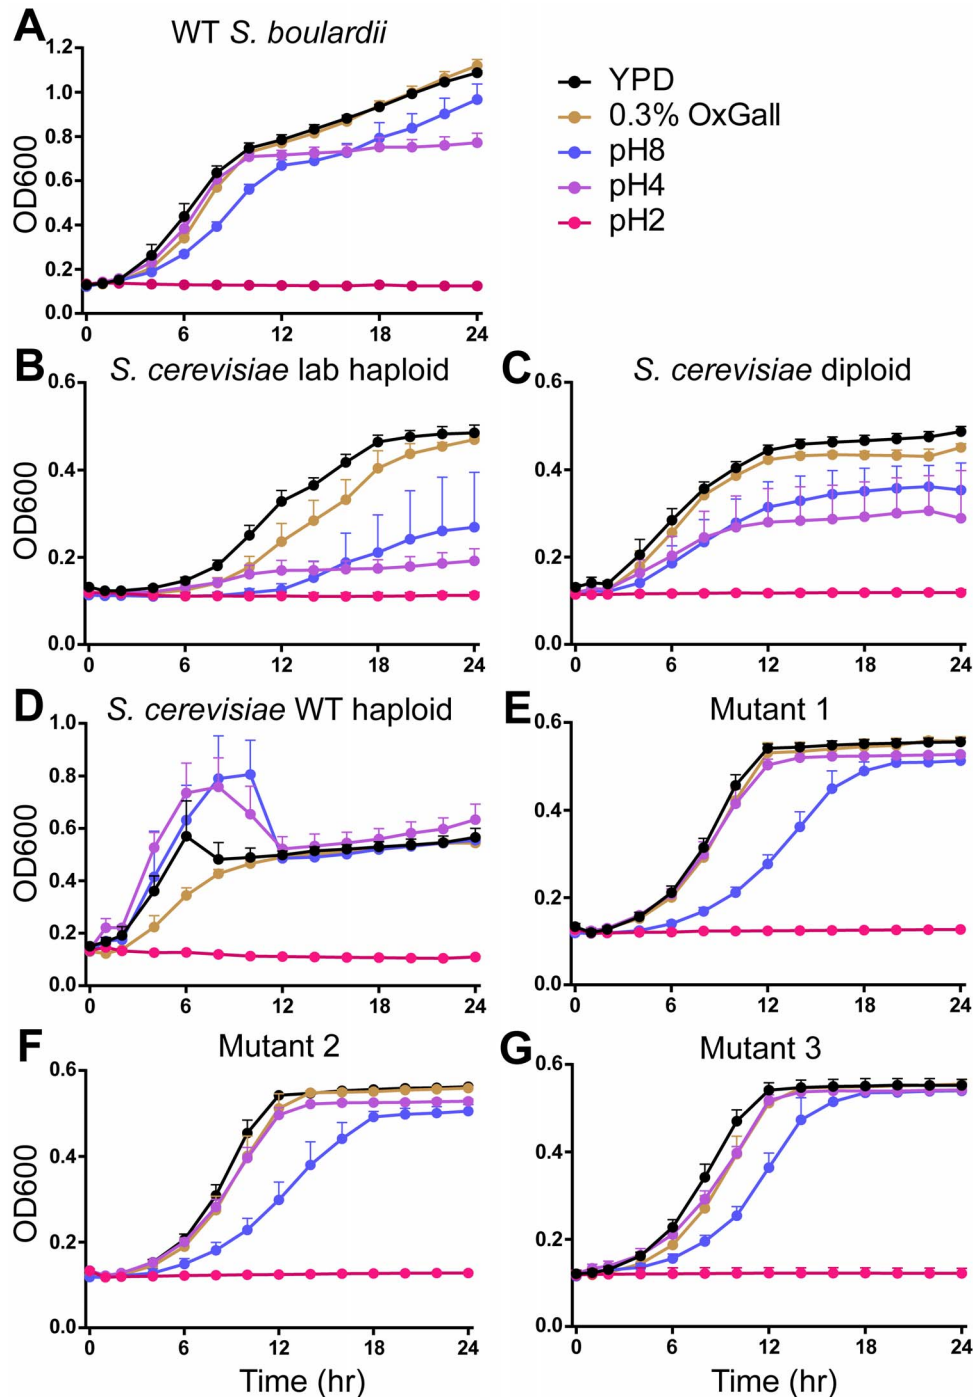 A WT S. boulardii
1.2
1.0
0.8
0.6
0.4
0.2
0.0
OD600
0 6 12 18 24
YPD
0.3% OxGall
pH8
pH4
pH2
B S. cerevisiae lab haploid
0.6
0.4
0.2
0.0
OD600
0 6 12 18 24
C S. cerevisiae diploid
0.6
0.4
0.2
0.0
0 6 12 18 24
D S. cerevisiae WT haploid
1.0
0.8
0.6
0.4
0.2
0.0
OD600
0 6 12 18 24
E Mutant 1
0.6
0.4
0.2
0.0
0 6 12 18 24
F Mutant 2
0.6
0.4
0.2
0.0
OD600
0 6 12 18 24
Time (hr)
G Mutant 3
0.6
0.4
0.2
0.0
0 6 12 18 24
Time (hr)